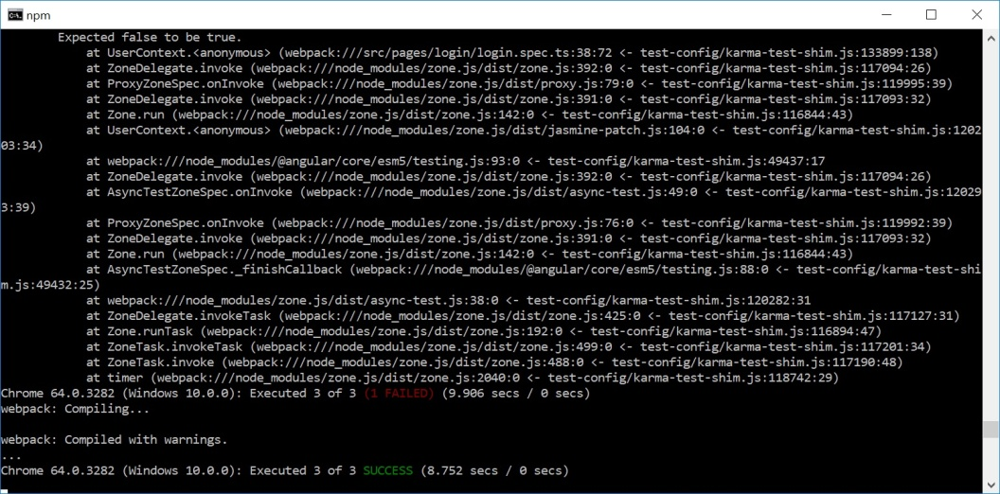 npm
Expected false to be true.
at UserContext.<anonymous> (webpack:///src/pages/login/login.spec.ts:38:72 <- test-config/karma-test-shim.js:133899:138)
at ZoneDelegate.invoke (webpack:///node_modules/zone.js/dist/zone.js:392:0 <- test-config/karma-test-shim.js:117094:26)
at ProxyZoneSpec.onInvoke (webpack:///node_modules/zone.js/dist/proxy.js:79:0 <- test-config/karma-test-shim.js:119995:39)
at ZoneDelegate.invoke (webpack:///node_modules/zone.js/dist/zone.js:391:0 <- test-config/karma-test-shim.js:117093:32)
at Zone.run (webpack:///node_modules/zone.js/dist/zone.js:142:0 <- test-config/karma-test-shim.js:116844:43)
at UserContext.<anonymous> (webpack:///node_modules/zone.js/dist/jasmine-patch.js:104:0 <- test-config/karma-test-shim.js:1202
03:34)
at webpack:///node_modules/@angular/core/esm5/testing.js:93:0 <- test-config/karma-test-shim.js:49437:17
at ZoneDelegate.invoke (webpack:///node_modules/zone.js/dist/zone.js:392:0 <- test-config/karma-test-shim.js:117094:26)
at AsyncTestZoneSpec.onInvoke (webpack:///node_modules/zone.js/dist/async-test.js:49:0 <- test-config/karma-test-shim.js:12029
3:39)
at ProxyZoneSpec.onInvoke (webpack:///node_modules/zone.js/dist/proxy.js:76:0 <- test-config/karma-test-shim.js:119992:39)
at ZoneDelegate.invoke (webpack:///node_modules/zone.js/dist/zone.js:391:0 <- test-config/karma-test-shim.js:117093:32)
at Zone.run (webpack:///node_modules/zone.js/dist/zone.js:142:0 <- test-config/karma-test-shim.js:116844:43)
at AsyncTestZoneSpec._finishCallback (webpack:///node_modules/@angular/core/esm5/testing.js:88:0 <- test-config/karma-test-shi
m.js:49432:25)
at webpack:///node_modules/zone.js/dist/async-test.js:38:0 <- test-config/karma-test-shim.js:120282:31
at ZoneDelegate.invokeTask (webpack:///node_modules/zone.js/dist/zone.js:425:0 <- test-config/karma-test-shim.js:117127:31)
at Zone.runTask (webpack:///node_modules/zone.js/dist/zone.js:192:0 <- test-config/karma-test-shim.js:116894:47)
at ZoneTask.invokeTask (webpack:///node_modules/zone.js/dist/zone.js:499:0 <- test-config/karma-test-shim.js:117201:34)
at ZoneTask.invoke (webpack:///node_modules/zone.js/dist/zone.js:488:0 <- test-config/karma-test-shim.js:117190:48)
at timer (webpack:///node_modules/zone.js/dist/zone.js:2040:0 <- test-config/karma-test-shim.js:118742:29)
Chrome 64.0.3282 (Windows 10.0.0): Executed 3 of 3 (1 FAILED) (9.906 secs / 0 secs)
webpack: Compiling...
webpack: Compiled with warnings.
...
Chrome 64.0.3282 (Windows 10.0.0): Executed 3 of 3 SUCCESS (8.752 secs / 0 secs)